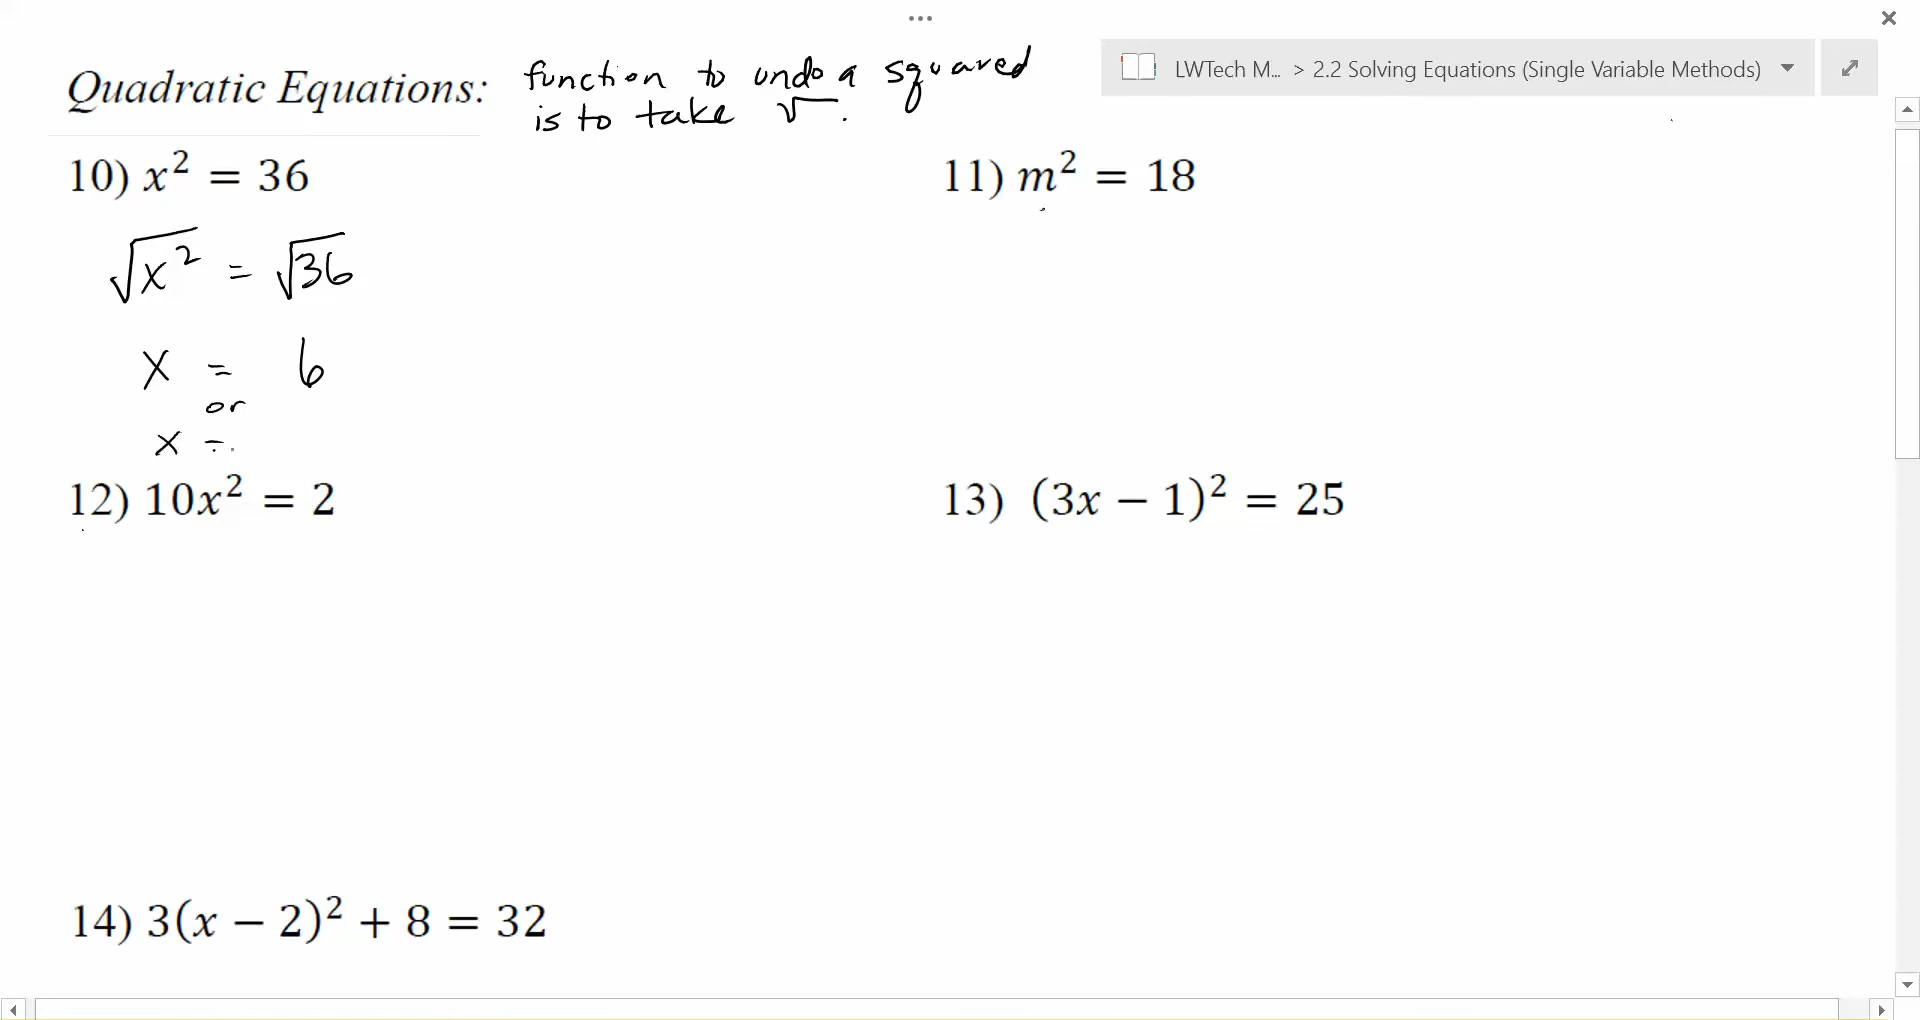 LWTech M... > 2.2 Solving Equations (Single Variable Methods)
Quadratic Equations: function to undo a squared
is to take √ .
10) x² = 36
√x² = √36
x = 6
or
x =
11) m² = 18
12) 10x² = 2
13) (3x − 1)² = 25
14) 3(x − 2)² + 8 = 32